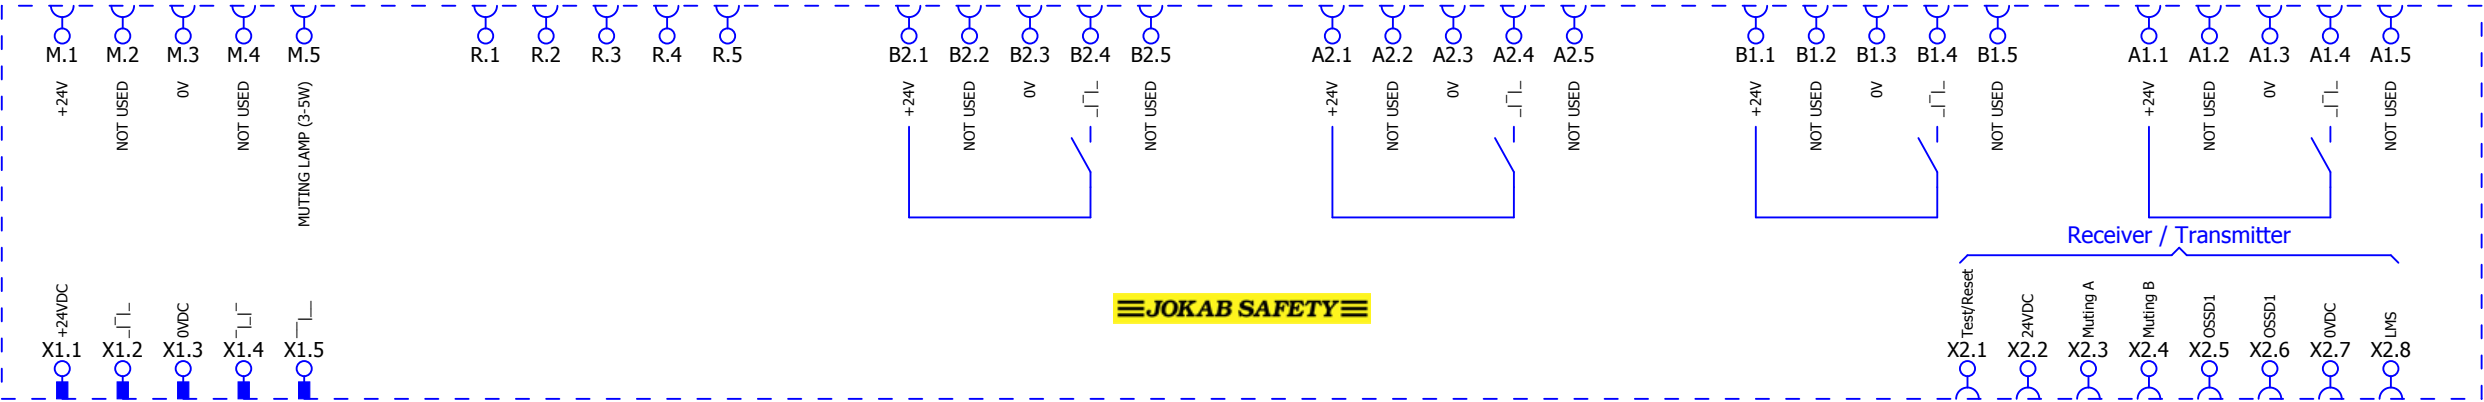 M.1 M.2 M.3 M.4 M.5 R.1 R.2 R.3 R.4 R.5 B2.1 B2.2 B2.3 B2.4 B2.5 A2.1 A2.2 A2.3 A2.4 A2.5 B1.1 B1.2 B1.3 B1.4 B1.5 A1.1 A1.2 A1.3 A1.4 A1.5
+24V
NOT USED
0V
NOT USED
MUTING LAMP (3-5W)
+24V
NOT USED
0V
_|‾|_
NOT USED
+24V
NOT USED
0V
_|‾|_
NOT USED
+24V
NOT USED
0V
_|‾|_
NOT USED
+24V
NOT USED
0V
_|‾|_
NOT USED
Receiver / Transmitter
JOKAB SAFETY
+24VDC
_|‾|_
0VDC
‾|_|‾
‾‾|__
Test/Reset
24VDC
Muting A
Muting B
OSSD1
OSSD1
0VDC
LMS
X1.1 X1.2 X1.3 X1.4 X1.5 X2.1 X2.2 X2.3 X2.4 X2.5 X2.6 X2.7 X2.8